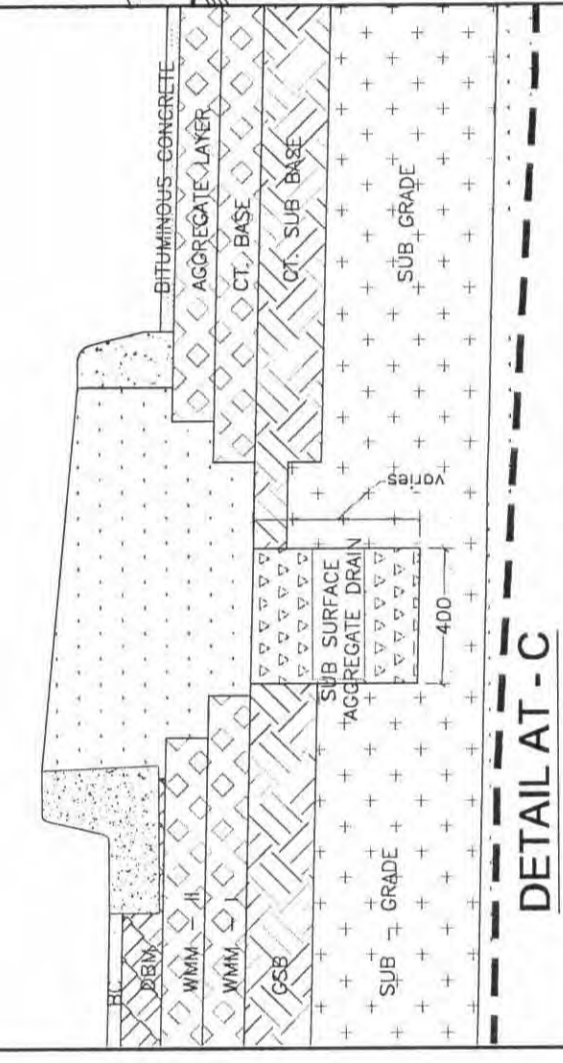 BITUMINOUS CONCRETE
AGGREGATE LAYER
CT. BASE
CT. SUB BASE
SUB GRADE
varies
SUB SURFACE
AGGREGATE DRAIN
400
BC
DBM
WMM - II
WMM - I
GSB
SUB - GRADE
DETAIL AT - C